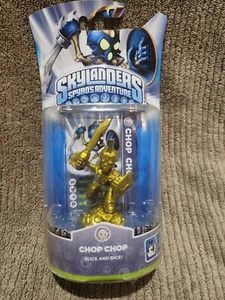 SKYLANDERS
SPYRO'S ADVENTURE
CHOP CHOP
CHOP CHOP
SLICE AND DICE!